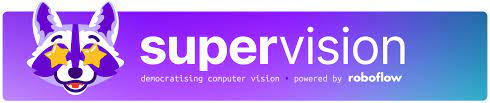 supervision
democratising computer vision • powered by roboflow